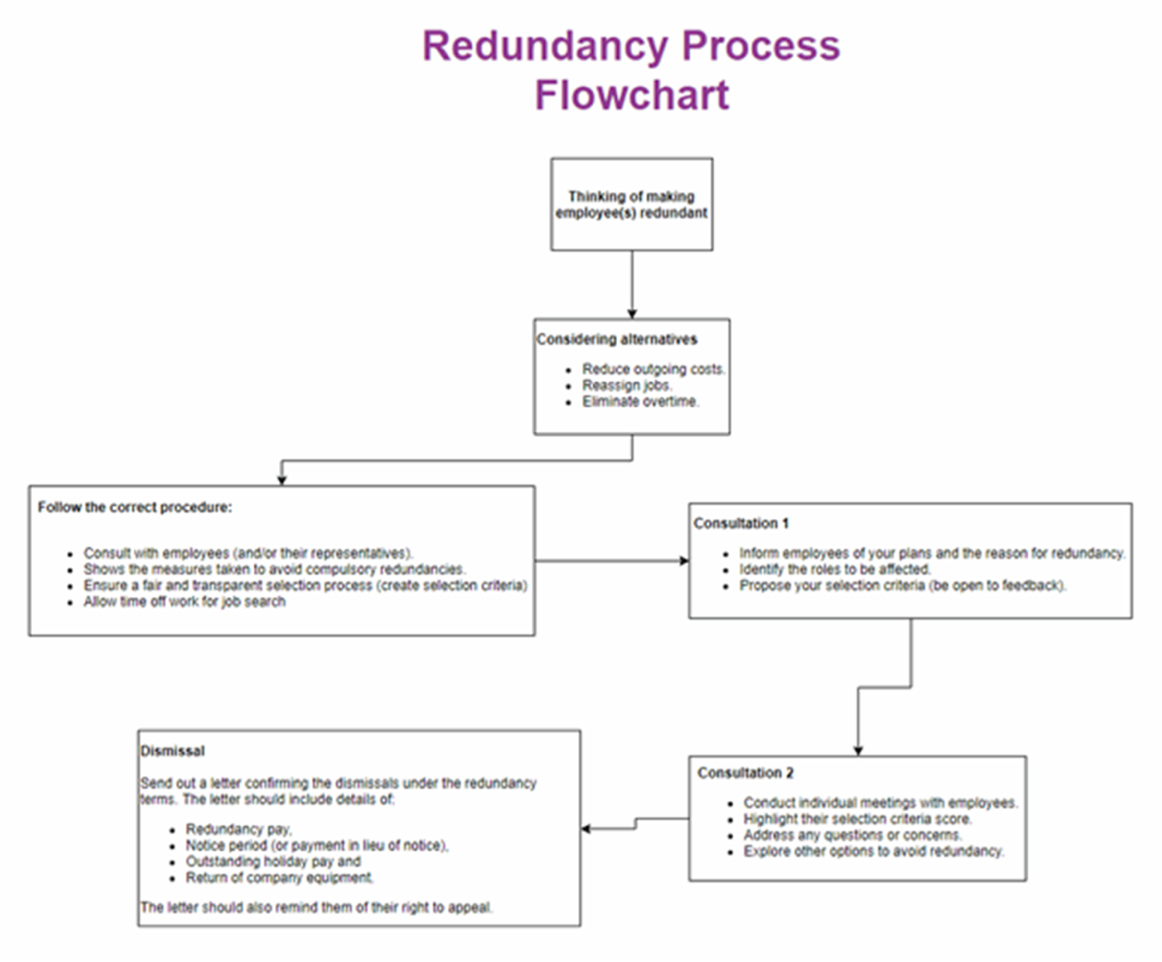 Redundancy Process
Flowchart
Thinking of making
employee(s) redundant
Considering alternatives
• Reduce outgoing costs.
• Reassign jobs.
• Eliminate overtime.
Follow the correct procedure:
• Consult with employees (and/or their representatives).
• Shows the measures taken to avoid compulsory redundancies.
• Ensure a fair and transparent selection process (create selection criteria)
• Allow time off work for job search
Consultation 1
• Inform employees of your plans and the reason for redundancy.
• Identify the roles to be affected.
• Propose your selection criteria (be open to feedback).
Consultation 2
• Conduct individual meetings with employees.
• Highlight their selection criteria score.
• Address any questions or concerns.
• Explore other options to avoid redundancy.
Dismissal
Send out a letter confirming the dismissals under the redundancy
terms. The letter should include details of:
• Redundancy pay,
• Notice period (or payment in lieu of notice),
• Outstanding holiday pay and
• Return of company equipment.
The letter should also remind them of their right to appeal.